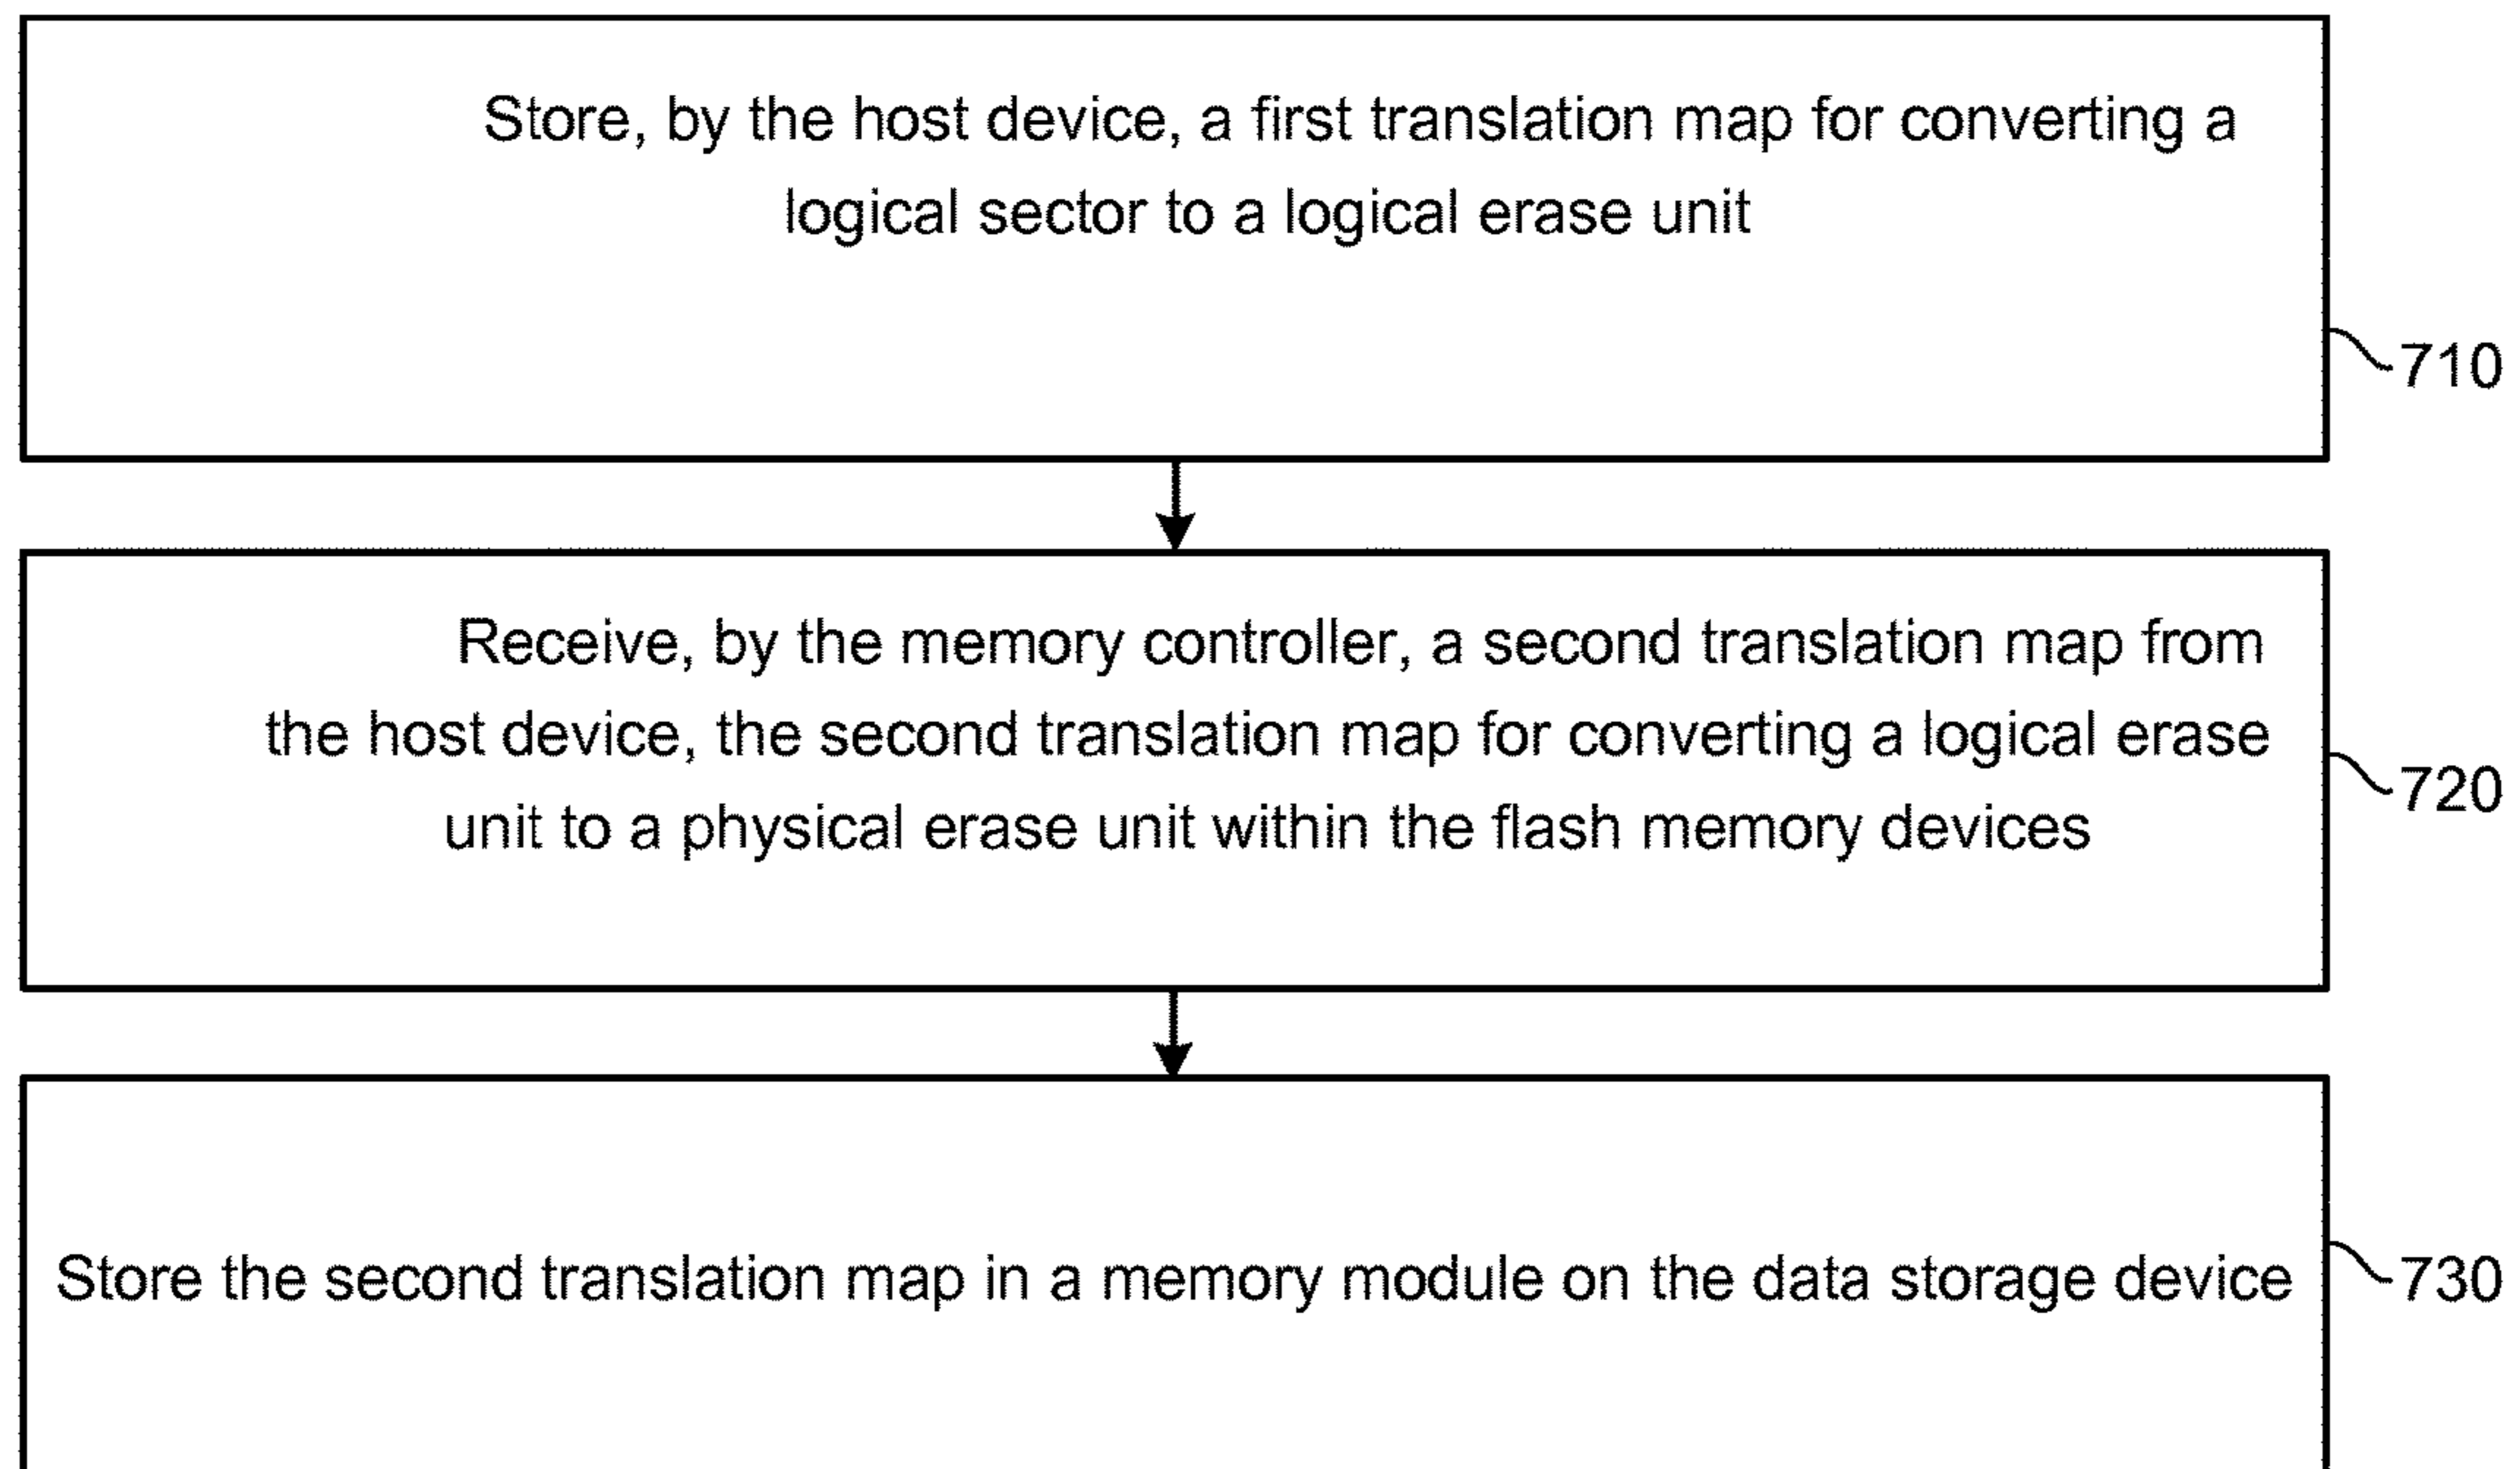 Store, by the host device, a first translation map for converting a
logical sector to a logical erase unit
710
Receive, by the memory controller, a second translation map from
the host device, the second translation map for converting a logical erase
unit to a physical erase unit within the flash memory devices
720
Store the second translation map in a memory module on the data storage device
730